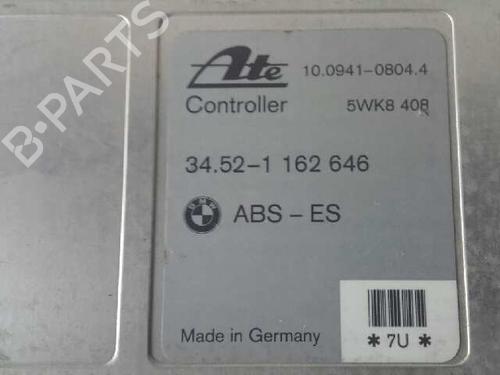 B-PARTS
Ate 10.0941-0804.4
Controller 5WK8 408
34.52-1 162 646
BMW ABS - ES
Made in Germany * 7U *